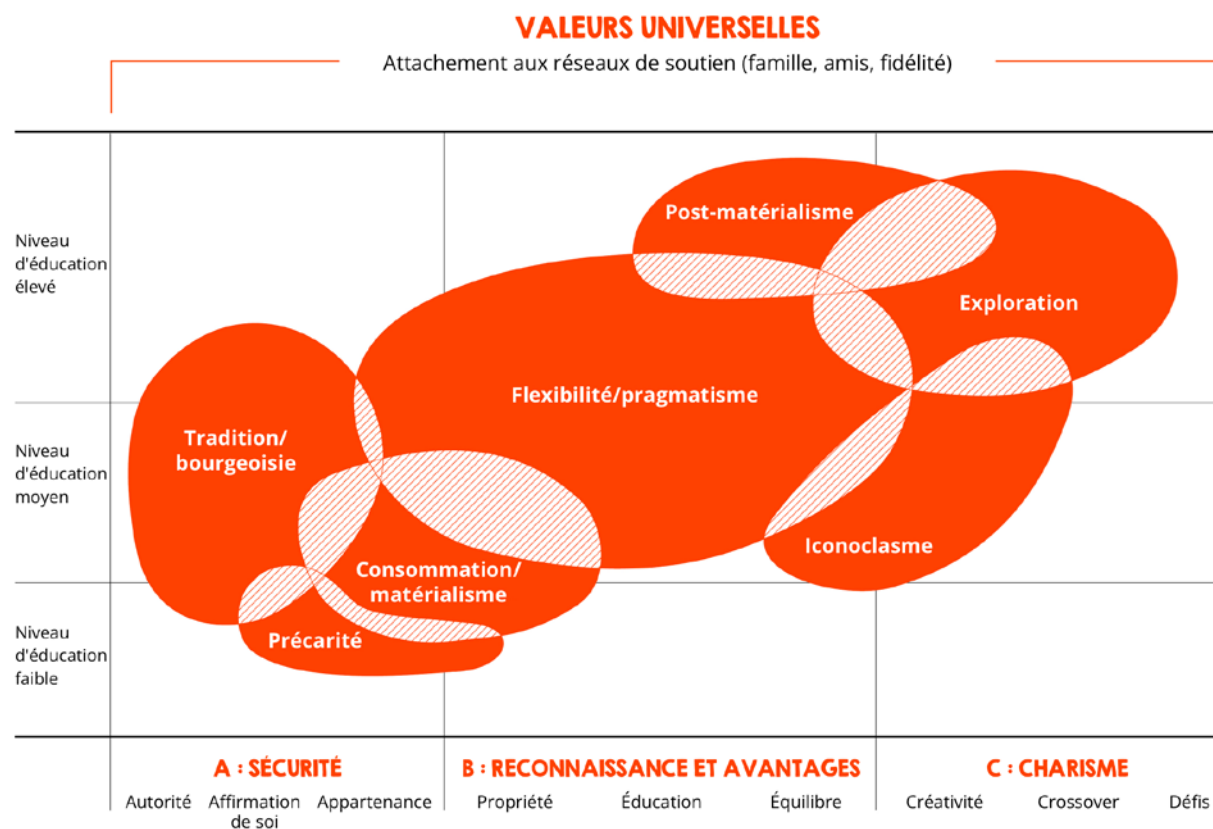 VALEURS UNIVERSELLES
Attachement aux réseaux de soutien (famille, amis, fidélité)
Niveau
d'éducation
élevé
Post-matérialisme
Exploration
Flexibilité/pragmatisme
Niveau
d'éducation
moyen
Tradition/
bourgeoisie
Iconoclasme
Consommation/
matérialisme
Niveau
d'éducation
faible
Précarité
A : SÉCURITÉ
B : RECONNAISSANCE ET AVANTAGES
C : CHARISME
Autorité
Affirmation
de soi
Appartenance
Propriété
Éducation
Équilibre
Créativité
Crossover
Défis